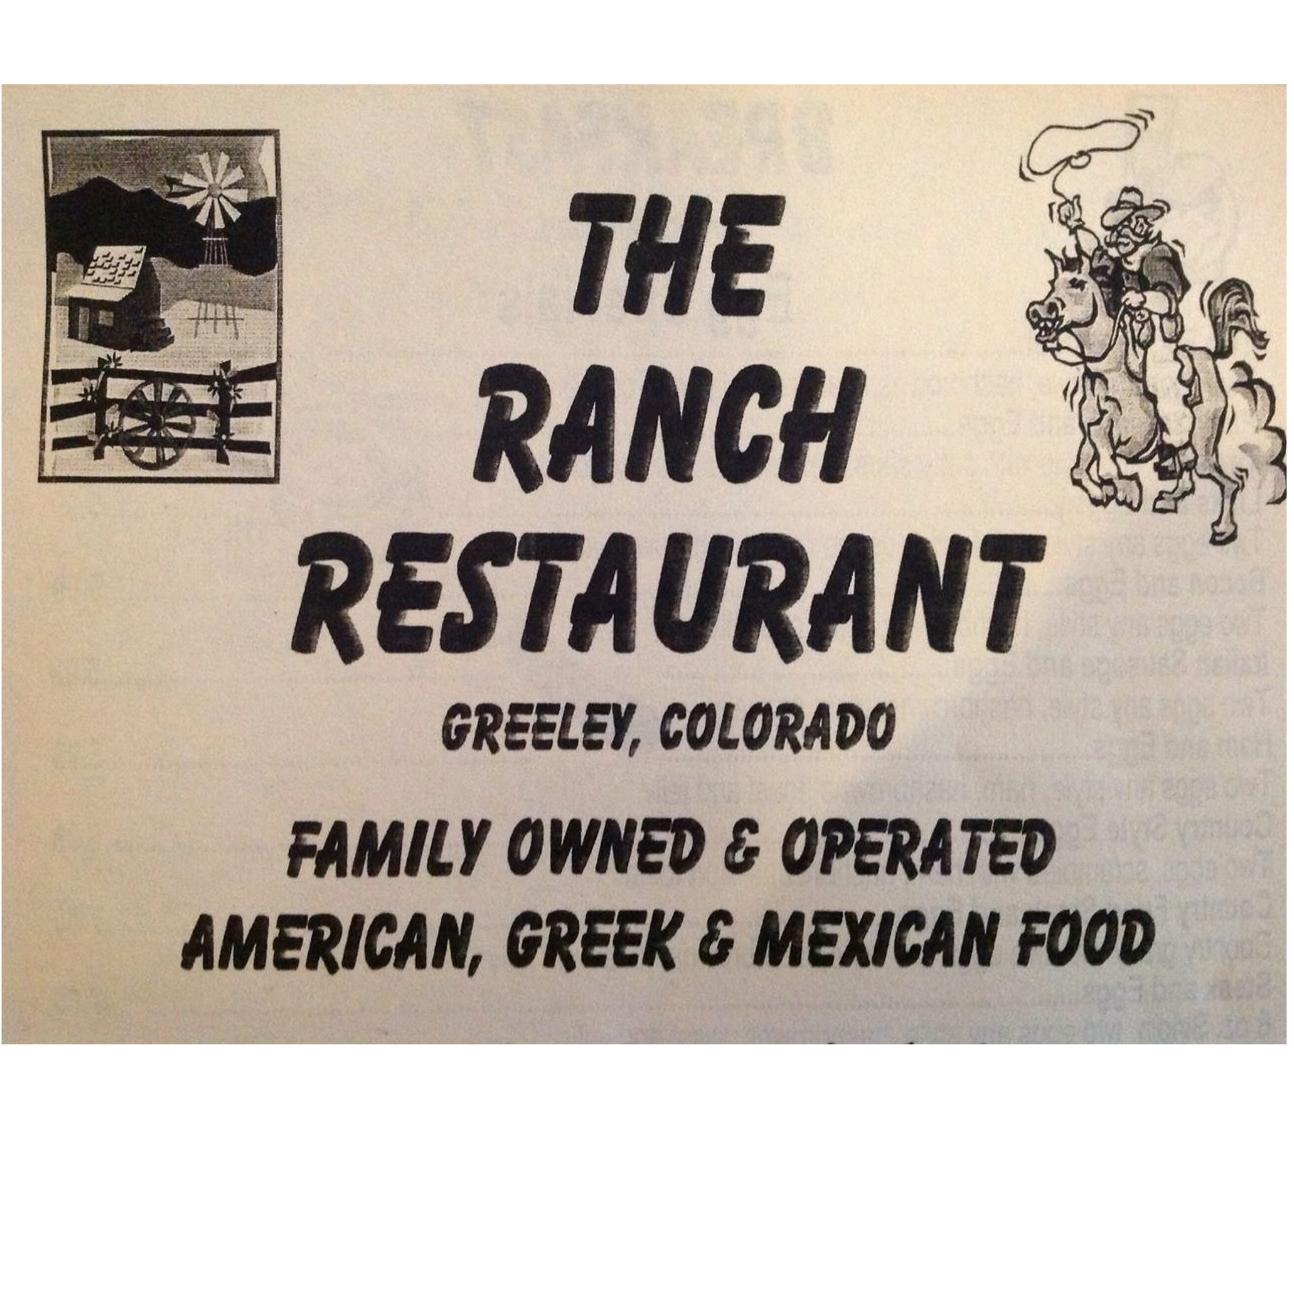 THE
RANCH
RESTAURANT
GREELEY, COLORADO
FAMILY OWNED & OPERATED
AMERICAN, GREEK & MEXICAN FOOD